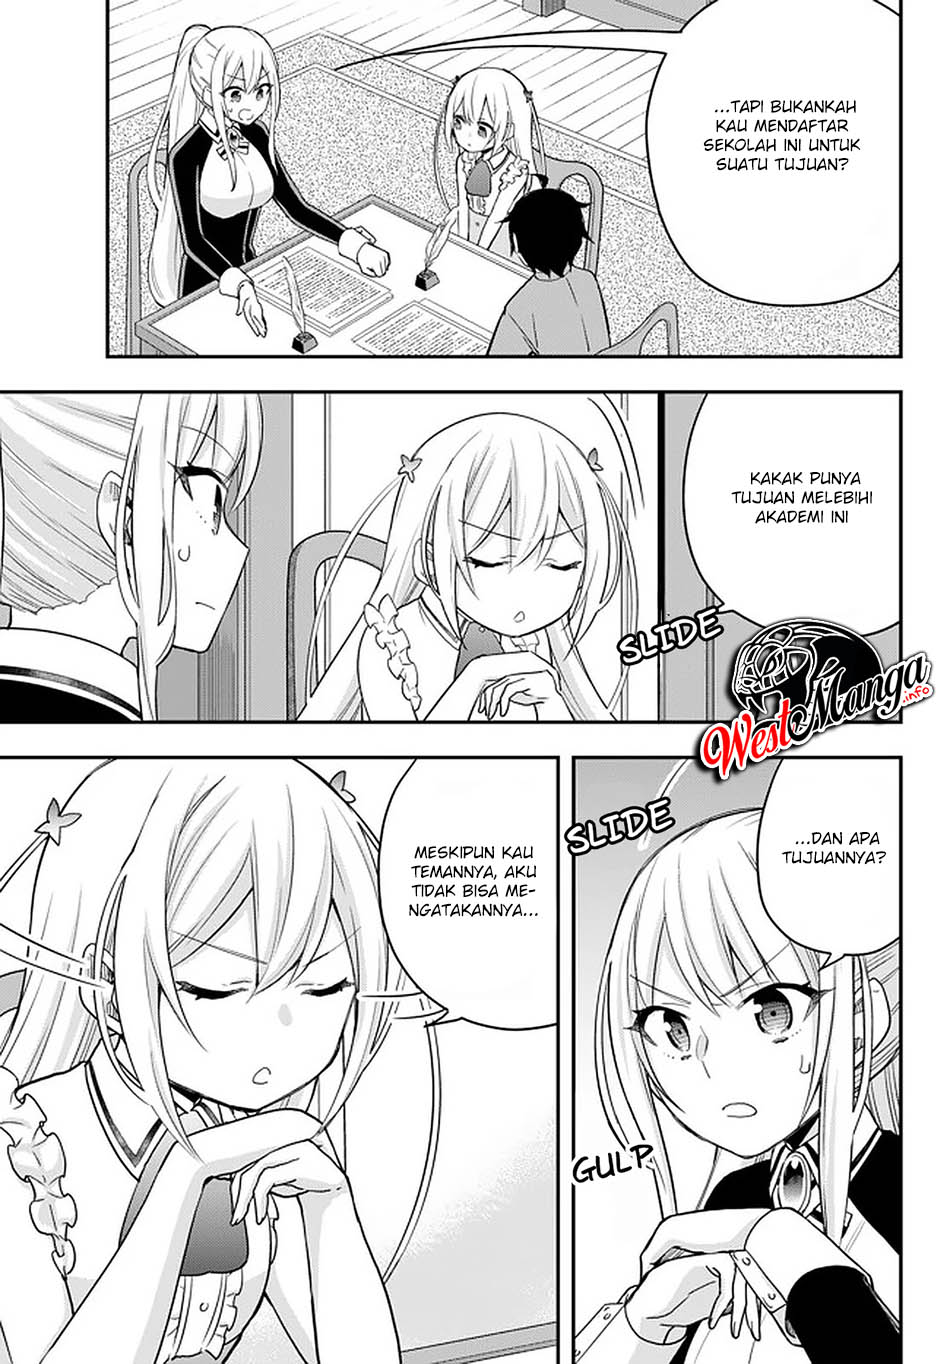 ...TAPI BUKANKAH
KAU MENDAFTAR
SEKOLAH INI UNTUK
SUATU TUJUAN?
KAKAK PUNYA
TUJUAN MELEBIHI
AKADEMI INI
SLIDE
WESTMANGA
.info
...DAN APA
TUJUANNYA?
SLIDE
GULP
MESKIPUN KAU
TEMANNYA, AKU
TIDAK BISA ME-
NGATAKANNYA...